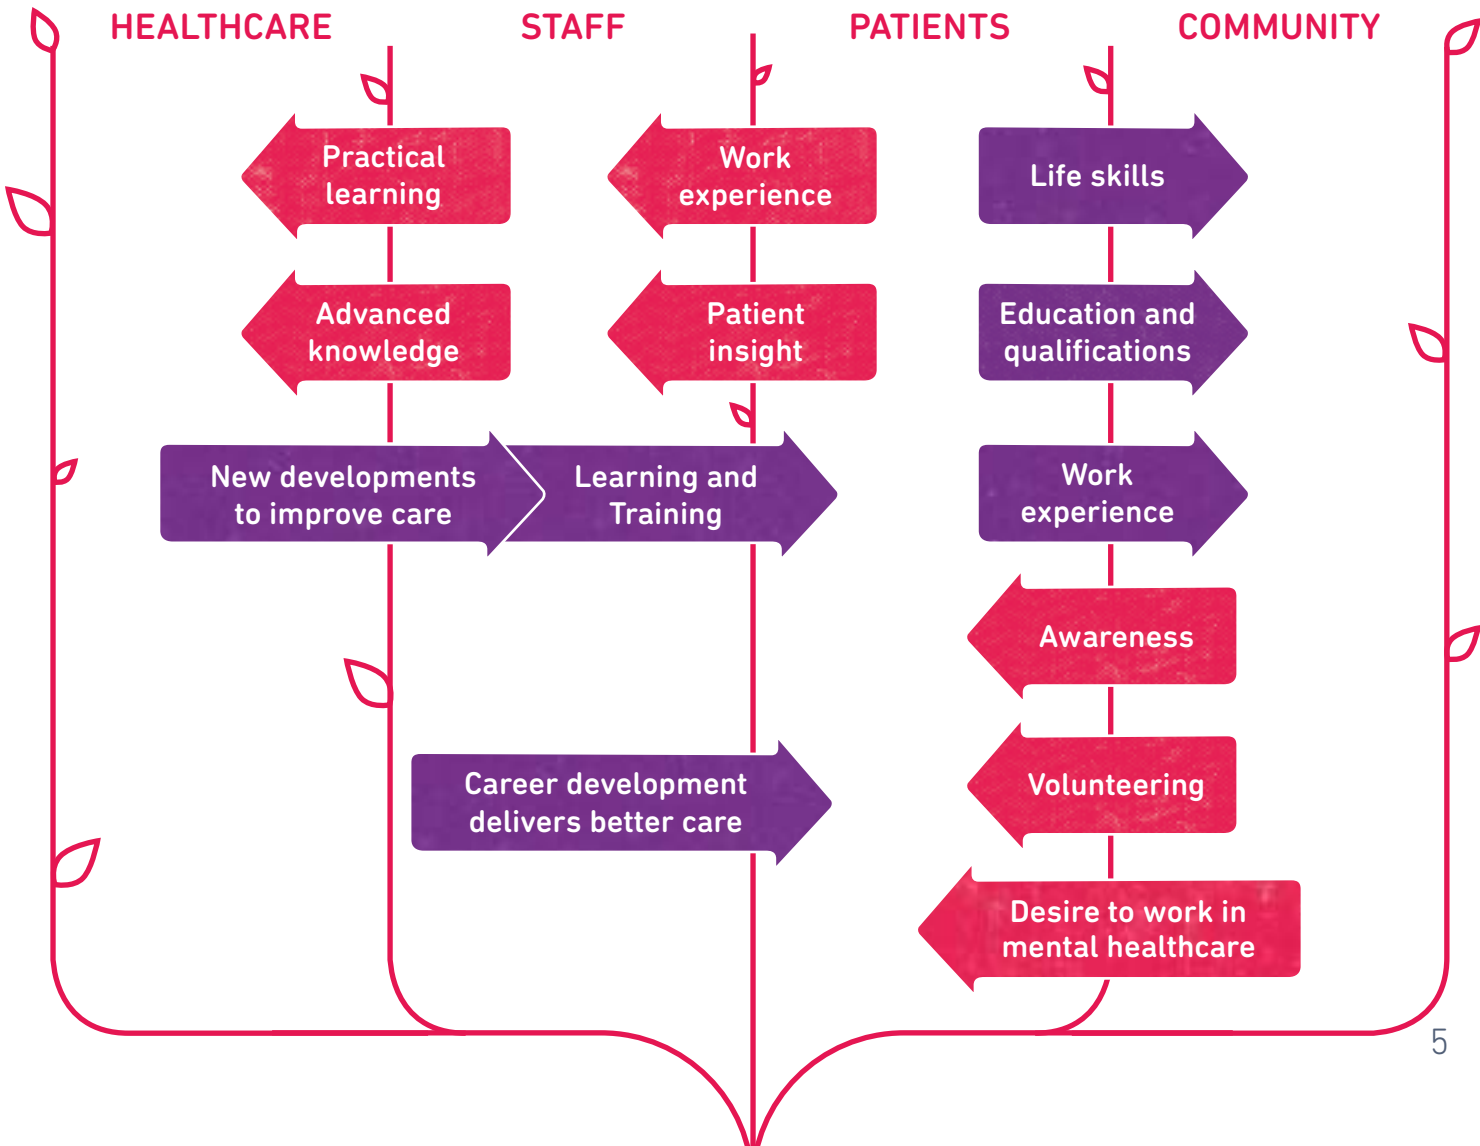 HEALTHCARE
STAFF
PATIENTS
COMMUNITY
Practical
learning
Work
experience
Life skills
Advanced
knowledge
Patient
insight
Education and
qualifications
New developments
to improve care
Learning and
Training
Work
experience
Awareness
Career development
delivers better care
Volunteering
Desire to work in
mental healthcare
5